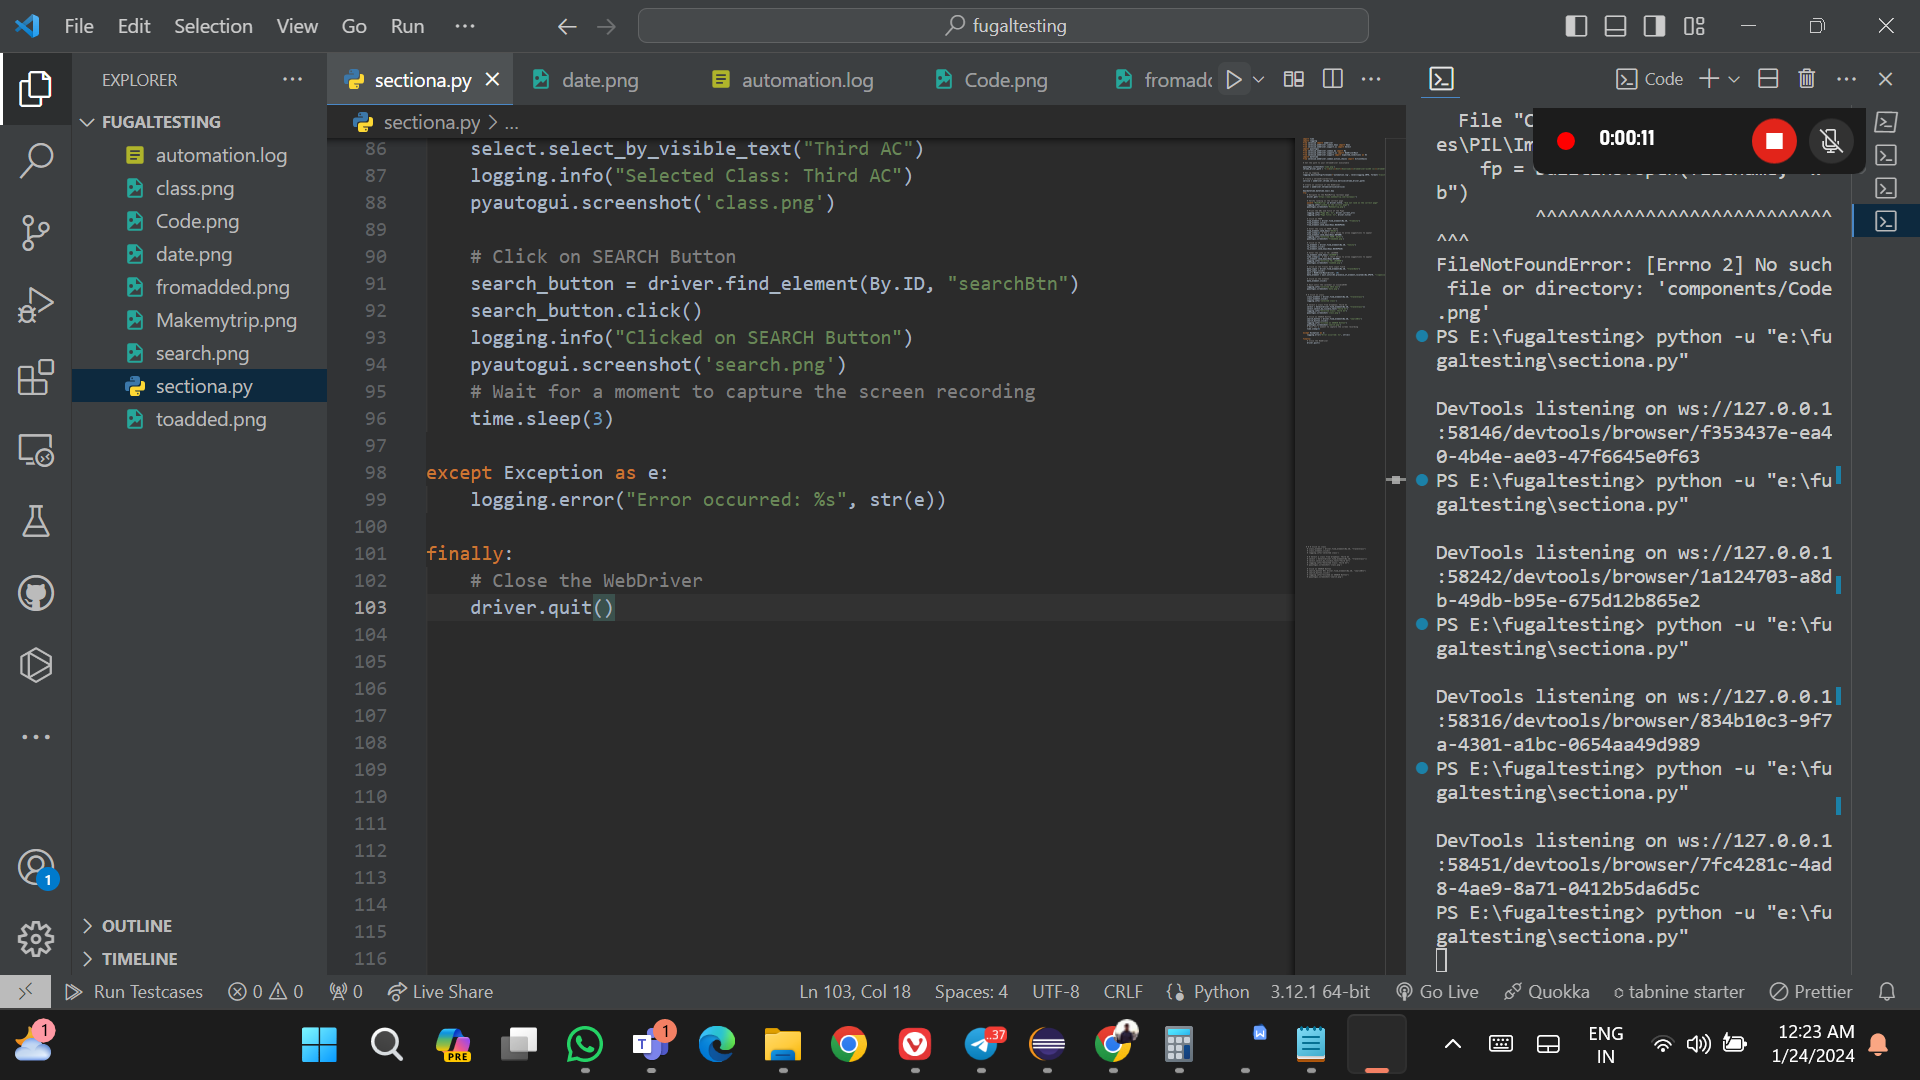 File Edit Selection View Go Run ...
fugaltesting
EXPLORER
FUGALTESTING
automation.log
class.png
Code.png
date.png
fromadded.png
Makemytrip.png
search.png
sectiona.py
toadded.png
OUTLINE
TIMELINE
sectiona.py
date.png
automation.log
Code.png
fromad
sectiona.py > ...
86 select.select_by_visible_text("Third AC")
87 logging.info("Selected Class: Third AC")
88 pyautogui.screenshot('class.png')
89
90 # Click on SEARCH Button
91 search_button = driver.find_element(By.ID, "searchBtn")
92 search_button.click()
93 logging.info("Clicked on SEARCH Button")
94 pyautogui.screenshot('search.png')
95 # Wait for a moment to capture the screen recording
96 time.sleep(3)
97
98 except Exception as e:
99 logging.error("Error occurred: %s", str(e))
100
101 finally:
102 # Close the WebDriver
103 driver.quit()
104
105
106
107
108
109
110
111
112
113
114
115
116
Code
0:00:11
File "C
es\PIL\Im
fp =
b")
^^^^^^^^^^^^^^^^^^^^^^^^^^^
^^^
FileNotFoundError: [Errno 2] No such
file or directory: 'components/Code
.png'
PS E:\fugaltesting> python -u "e:\fu
galtesting\sectiona.py"
DevTools listening on ws://127.0.0.1
:58146/devtools/browser/f353437e-ea4
0-4b4e-ae03-47f6645e0f63
PS E:\fugaltesting> python -u "e:\fu
galtesting\sectiona.py"
DevTools listening on ws://127.0.0.1
:58242/devtools/browser/1a124703-a8d
b-49db-b95e-675d12b865e2
PS E:\fugaltesting> python -u "e:\fu
galtesting\sectiona.py"
DevTools listening on ws://127.0.0.1
:58316/devtools/browser/834b10c3-9f7
a-4301-a1bc-0654aa49d989
PS E:\fugaltesting> python -u "e:\fu
galtesting\sectiona.py"
DevTools listening on ws://127.0.0.1
:58451/devtools/browser/7fc4281c-4ad
8-4ae9-8a71-0412b5da6d5c
PS E:\fugaltesting> python -u "e:\fu
galtesting\sectiona.py"
1
Run Testcases 0 0 0 Live Share
Ln 103, Col 18 Spaces: 4 UTF-8 CRLF Python 3.12.1 64-bit Go Live Quokka tabnine starter Prettier
1
PRE
1
37
ENG
IN
12:23 AM
1/24/2024